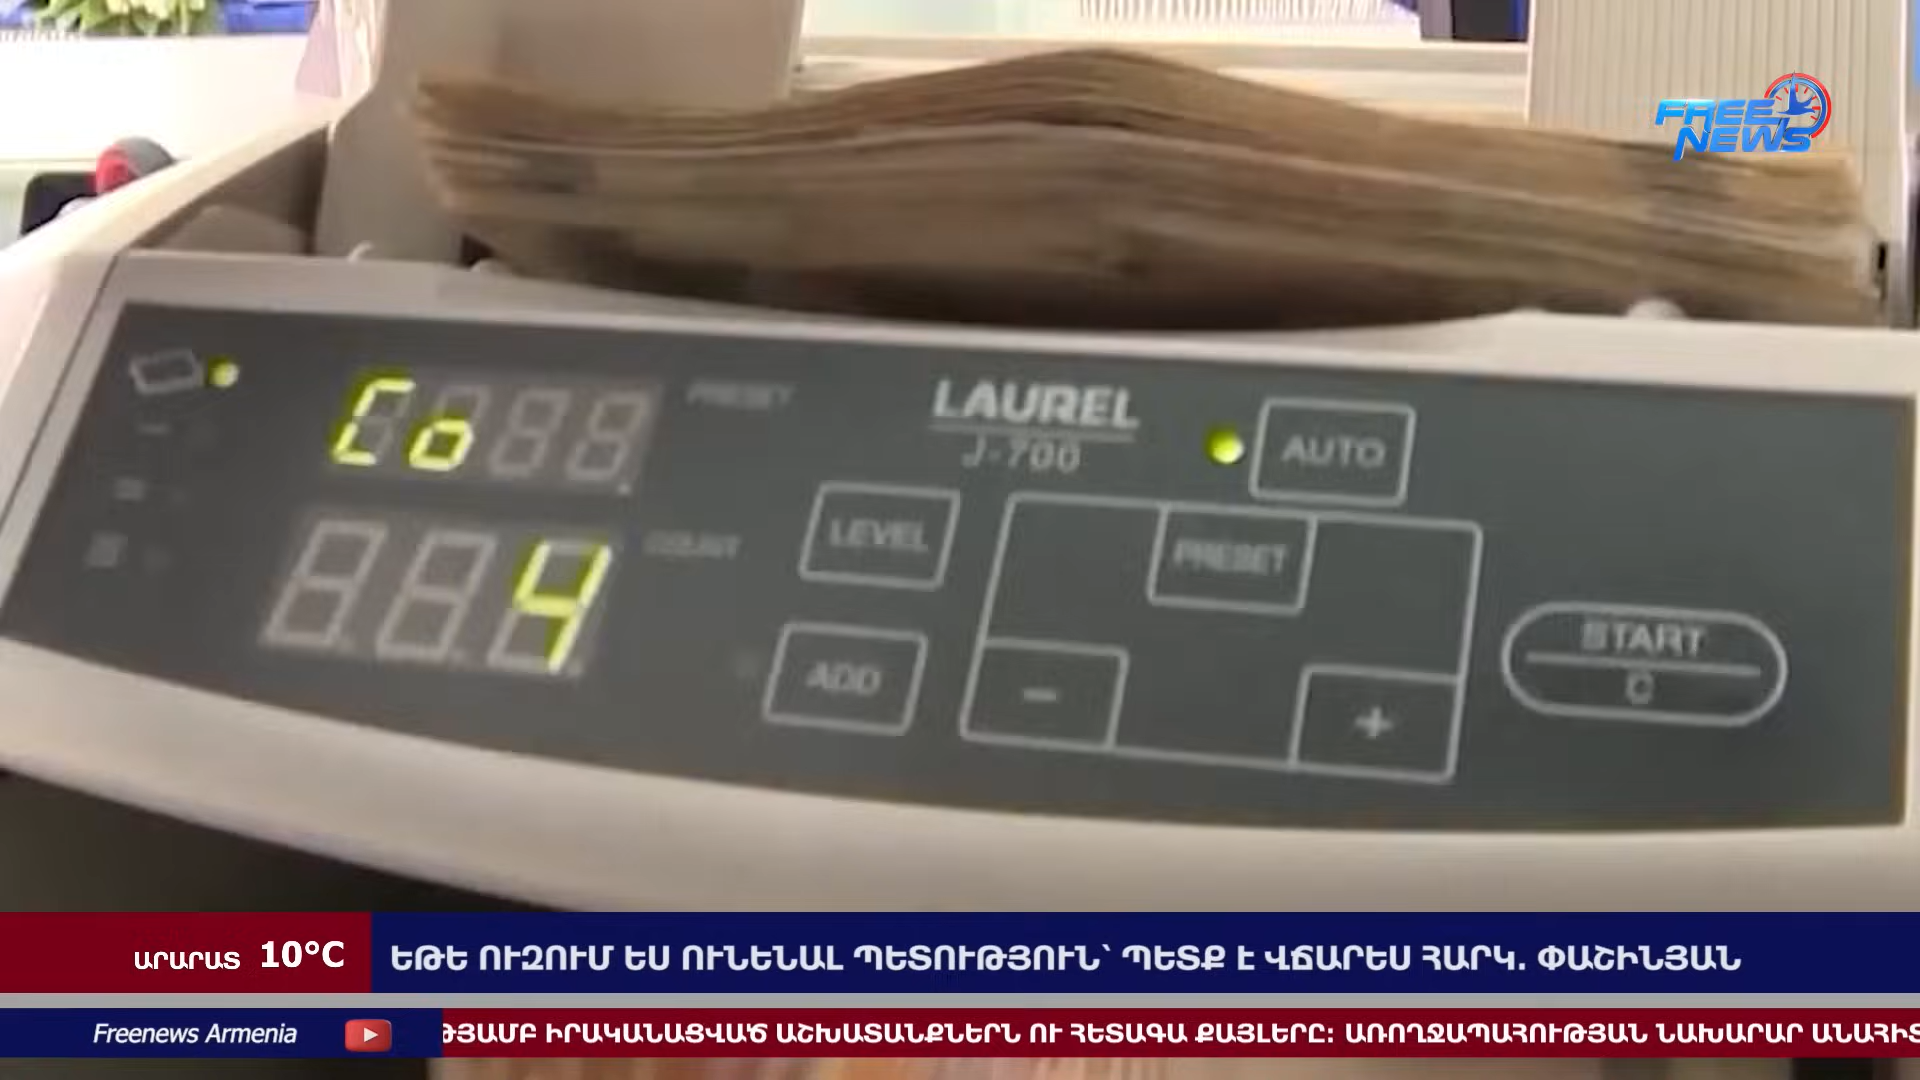 FREE
NEWS
Co
PRESET
LAUREL
J-700
AUTO
4
COUNT
LEVEL
PRESET
ADD
-
+
START
C
ԱՐԱՐԱՏ 10°C
ԵԹԵ ՈՒԶՈՒՄ ԵՍ ՈՒՆԵՆԱԼ ՊԵՏՈՒԹՅՈՒՆ՝ ՊԵՏՔ Է ՎՃԱՐԵՍ ՀԱՐԿ. ՓԱՇԻՆՅԱՆ
Freenews Armenia
ԹՅԱՄԲ ԻՐԱԿԱՆԱՑՎԱԾ ԱՇԽԱՏԱՆՔՆԵՐՆ ՈՒ ՀԵՏԱԳԱ ՔԱՅԼԵՐԸ: ԱՌՈՂՋԱՊԱՀՈՒԹՅԱՆ ՆԱԽԱՐԱՐ ԱՆԱՀԻՏ